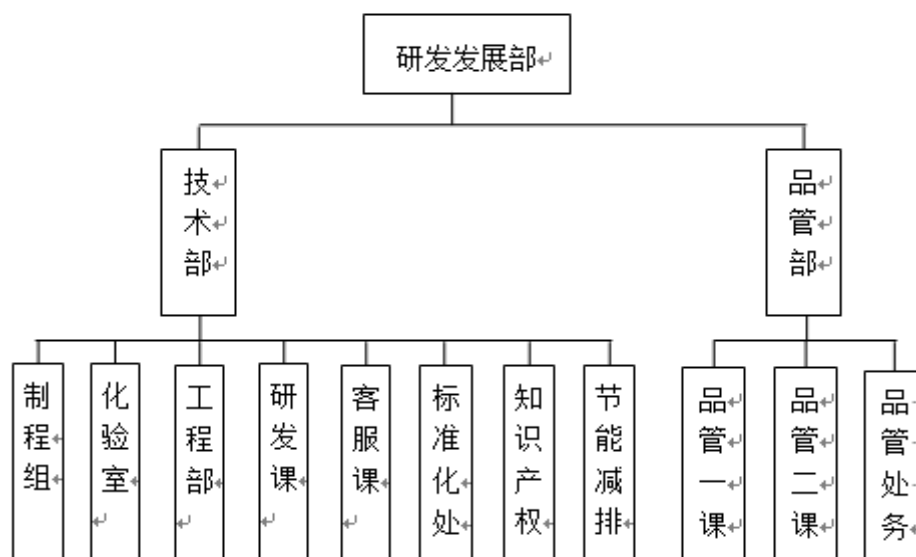 研发发展部
技术部
品管部
制程组
化验室
工程部
研发课
客服课
标准化处
知识产权
节能减排
品管一课
品管二课
品管处务